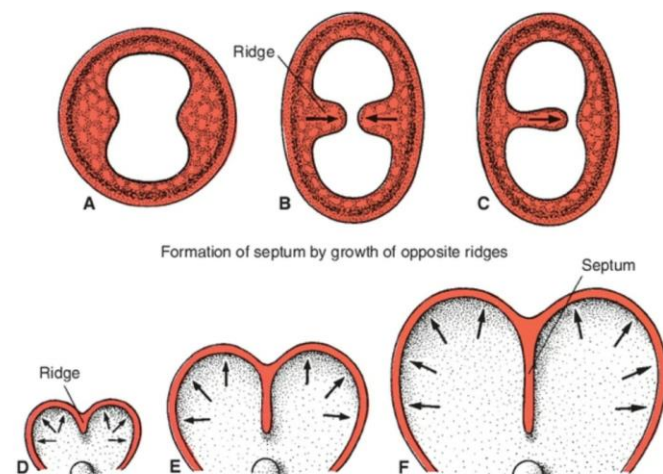 Ridge
A
B
C
Formation of septum by growth of opposite ridges
Septum
Ridge
D
E
F